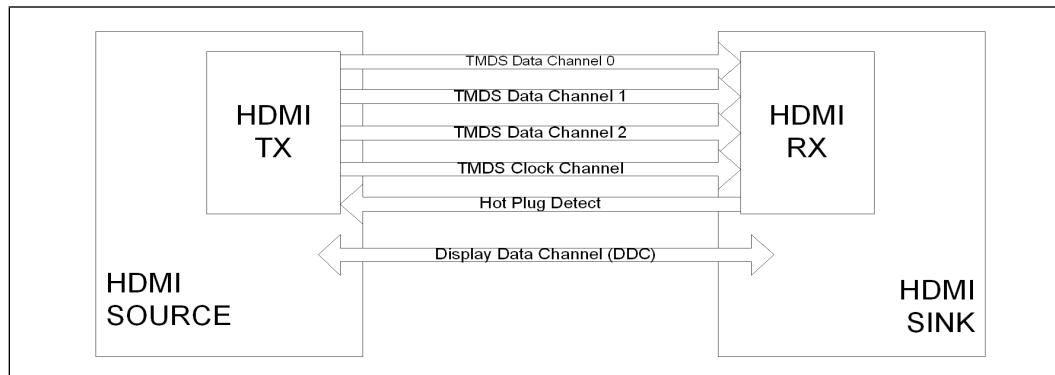 TMDS Data Channel 0
HDMI
TX
TMDS Data Channel 1
TMDS Data Channel 2
TMDS Clock Channel
Hot Plug Detect
HDMI
RX
Display Data Channel (DDC)
HDMI
SOURCE
HDMI
SINK